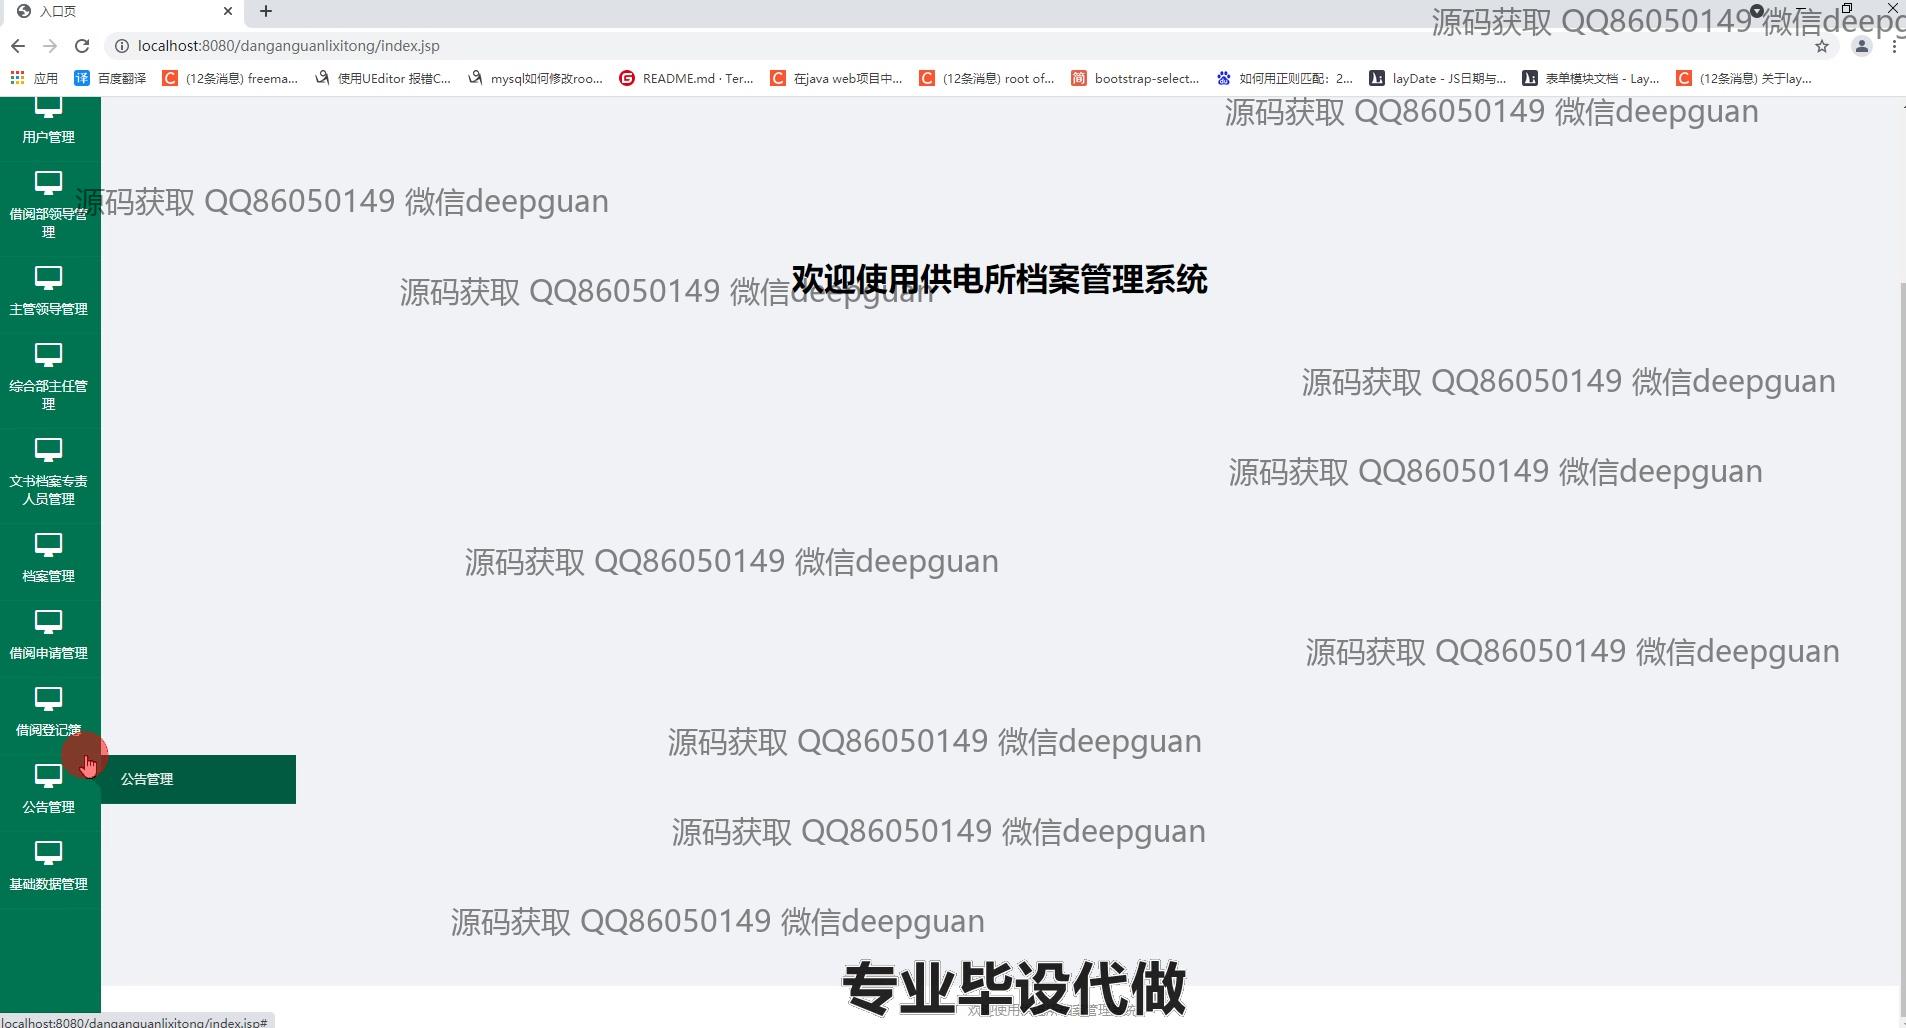 入口页
源码获取 QQ86050149 微信deepg
localhost:8080/danganguanlixitong/index.jsp
应用
百度翻译
(12条消息) freema...
使用UEditor 报错C...
mysql如何修改roo...
README.md · Ter...
在java web项目中...
(12条消息) root of...
bootstrap-select...
如何用正则匹配：2...
layDate - JS日期与...
表单模块文档 - Lay...
(12条消息) 关于lay...
源码获取 QQ86050149 微信deepguan
用户管理
源码获取 QQ86050149 微信deepguan
借阅部领导管
理
欢迎使用供电所档案管理系统
源码获取 QQ86050149 微信deepguan
主管领导管理
源码获取 QQ86050149 微信deepguan
综合部主任管
理
源码获取 QQ86050149 微信deepguan
文书档案专责
人员管理
源码获取 QQ86050149 微信deepguan
档案管理
源码获取 QQ86050149 微信deepguan
借阅申请管理
借阅登记簿
源码获取 QQ86050149 微信deepguan
公告管理
公告管理
源码获取 QQ86050149 微信deepguan
基础数据管理
源码获取 QQ86050149 微信deepguan
专业毕设代做
localhost:8080/danganguanlixitong/index.jsp#